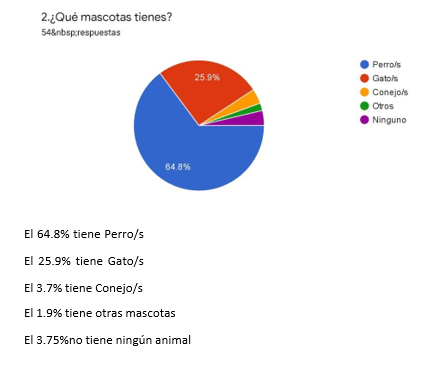 2.¿Qué mascotas tienes?
54&nbsp;respuestas
25.9%
64.8%
Perro/s
Gato/s
Conejo/s
Otros
Ninguno
El 64.8% tiene Perro/s
El 25.9% tiene Gato/s
El 3.7% tiene Conejo/s
El 1.9% tiene otras mascotas
El 3.75%no tiene ningún animal